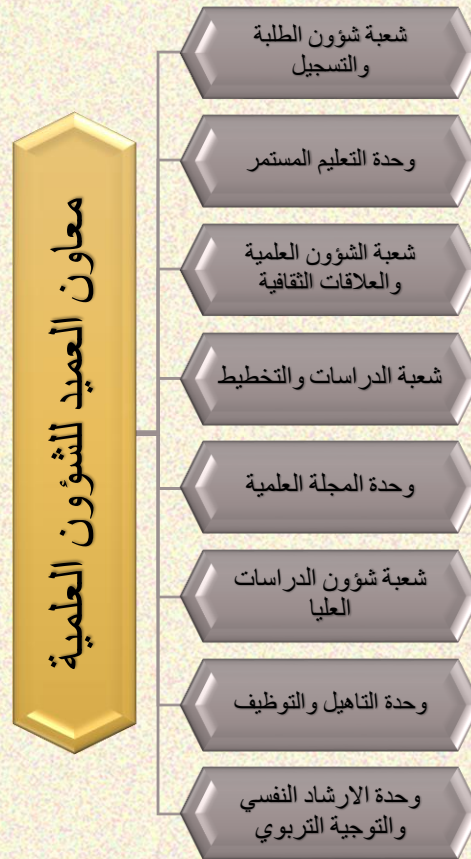 معاون العميد للشؤون العلمية
شعبة شؤون الطلبة
والتسجيل
وحدة التعليم المستمر
شعبة الشؤون العلمية
والعلاقات الثقافية
شعبة الدراسات والتخطيط
وحدة المجلة العلمية
شعبة شؤون الدراسات
العليا
وحدة التاهيل والتوظيف
وحدة الارشاد النفسي
والتوجية التربوي